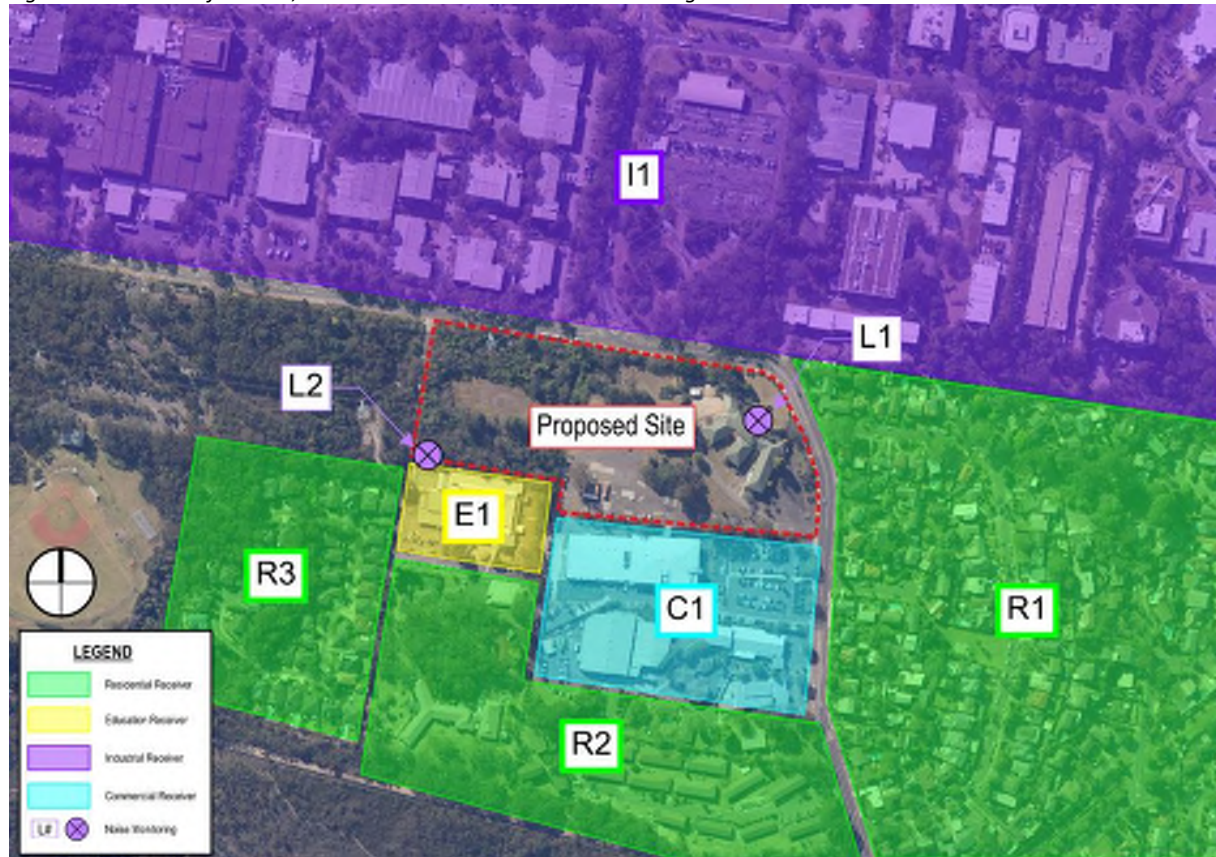 I1
L1
L2
Proposed Site
E1
R3
C1
R1
R2
LEGEND
Residential Receiver
Education Receiver
Industrial Receiver
Commercial Receiver
L# Noise Monitoring